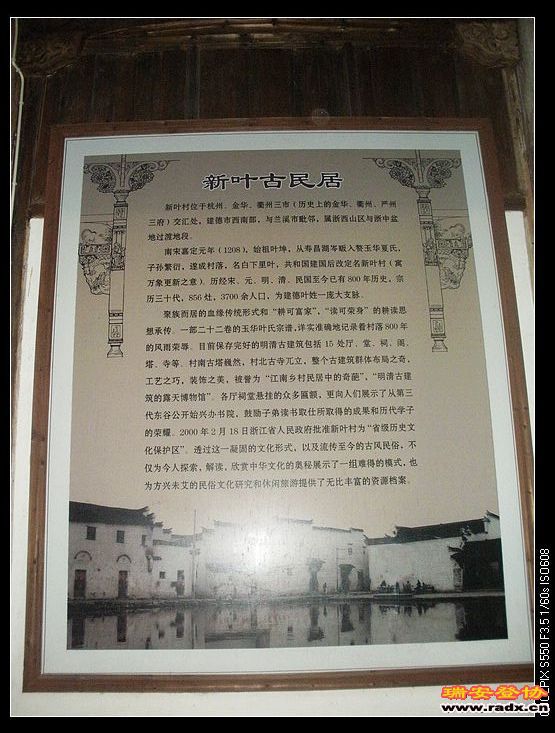 新叶古民居
新叶村位于杭州、金华、衢州三市（历史上的金华、衢州、严州
三府）交汇处，建德市西南部，与兰溪市毗邻，属浙西山区与浙中盆
地过渡地段。
南宋嘉定元年（1208），始祖叶坤，从寿昌湖岑畈入赘玉华夏氏，
子孙繁衍，遂成村落，名白下里叶，共和国建国后改定名新叶村（寓
万象更新之意）。历经宋、元、明、清、民国至今已有800年历史，宗
历三十代，856灶，3700余人口，为建德叶姓一庞大支脉。
聚族而居的血缘传统形式和“耕可富家”，“读可荣身”的耕读思
想承传。一部二十二卷的玉华叶氏宗谱，详实准确地记录着村落800年
的风雨荣辱。目前保存完好的明清古建筑包括15处厅、堂、祠、阁、
塔、寺等。村南古塔巍然，村北古寺兀立，整个古建筑群体布局之奇，
工艺之巧，装饰之美，被誉为“江南乡村民居中的奇葩”，“明清古建
筑的露天博物馆”。各厅祠堂悬挂的众多匾额，更向人们展示了从第三
代东谷公开始兴办书院，鼓励子弟读书取仕所取得的成果和历代学子
的荣耀。2000年2月18日浙江省人民政府批准新叶村为“省级历史文
化保护区”。透过这一凝固的文化形式，以及流传至今的古风民俗，不
仅为今人探索，解读，欣赏中华文化的奥秘展示了一组难得的模式，也
为方兴未艾的民俗文化研究和休闲旅游提供了无比丰富的资源档案。
瑞安登协
www.radx.cn
PIX S550 F3.5 1/60s ISO608